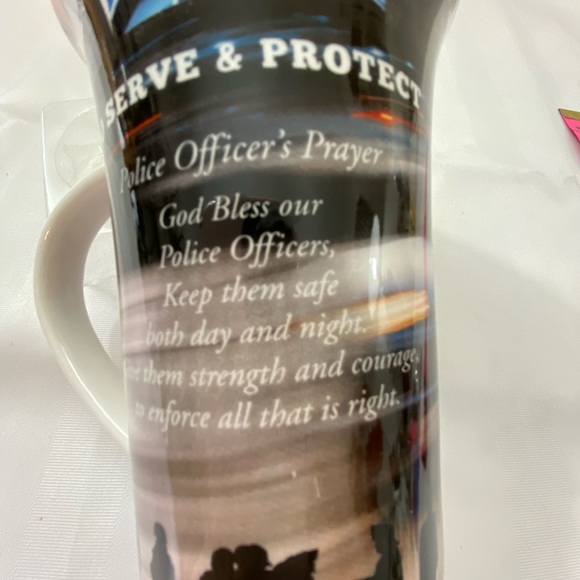 SERVE & PROTECT
Police Officer's Prayer
God Bless our
Police Officers,
Keep them safe
both day and night.
them strength and courage,
to enforce all that is right.